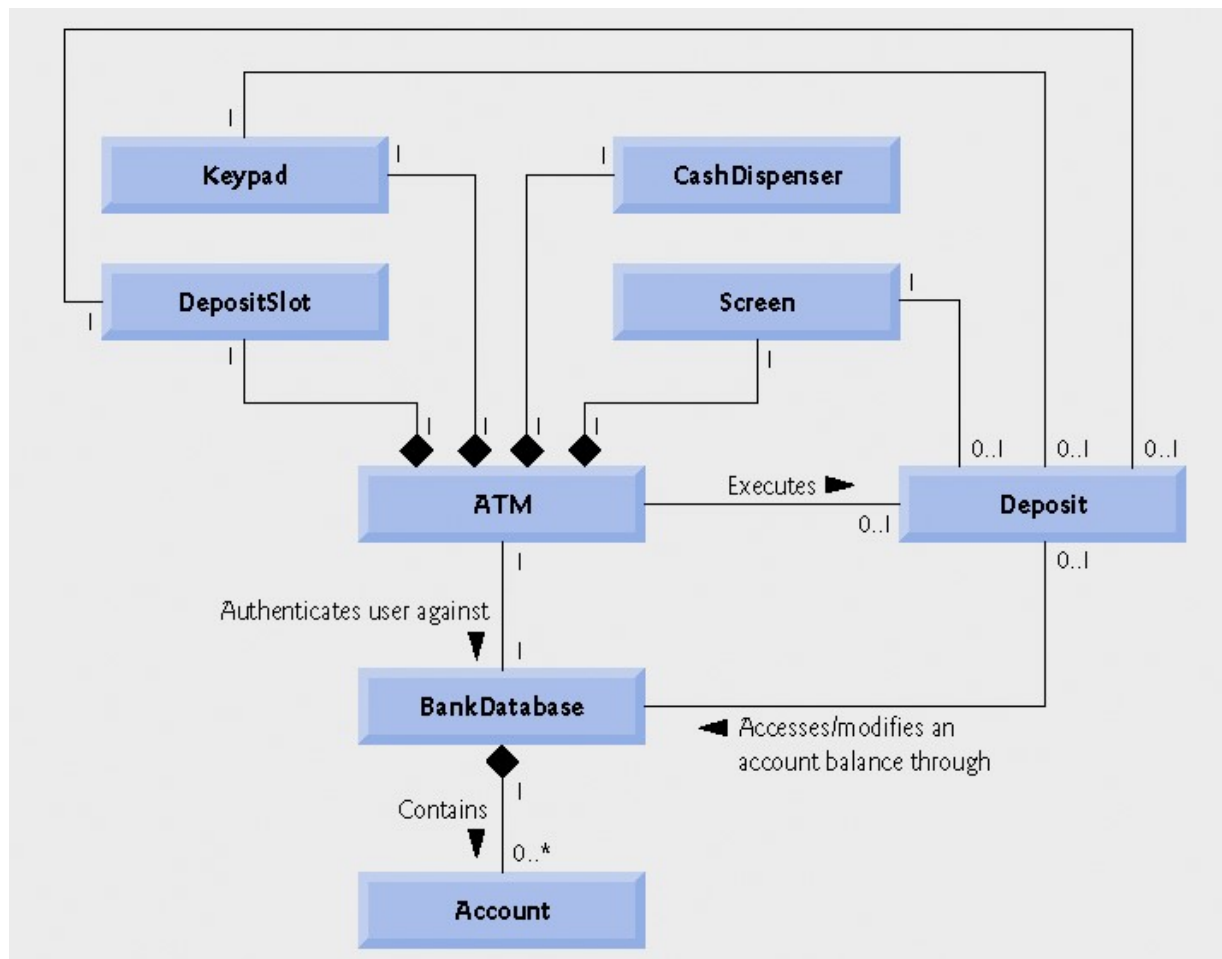 1
Keypad
1
1
CashDispenser
DepositSlot
1
1
Screen
1
1
1
1
1
1
0..1
0..1
0..1
ATM
Executes
0..1
Deposit
1
0..1
Authenticates user against
1
BankDatabase
Accesses/modifies an
account balance through
1
Contains
0..*
Account